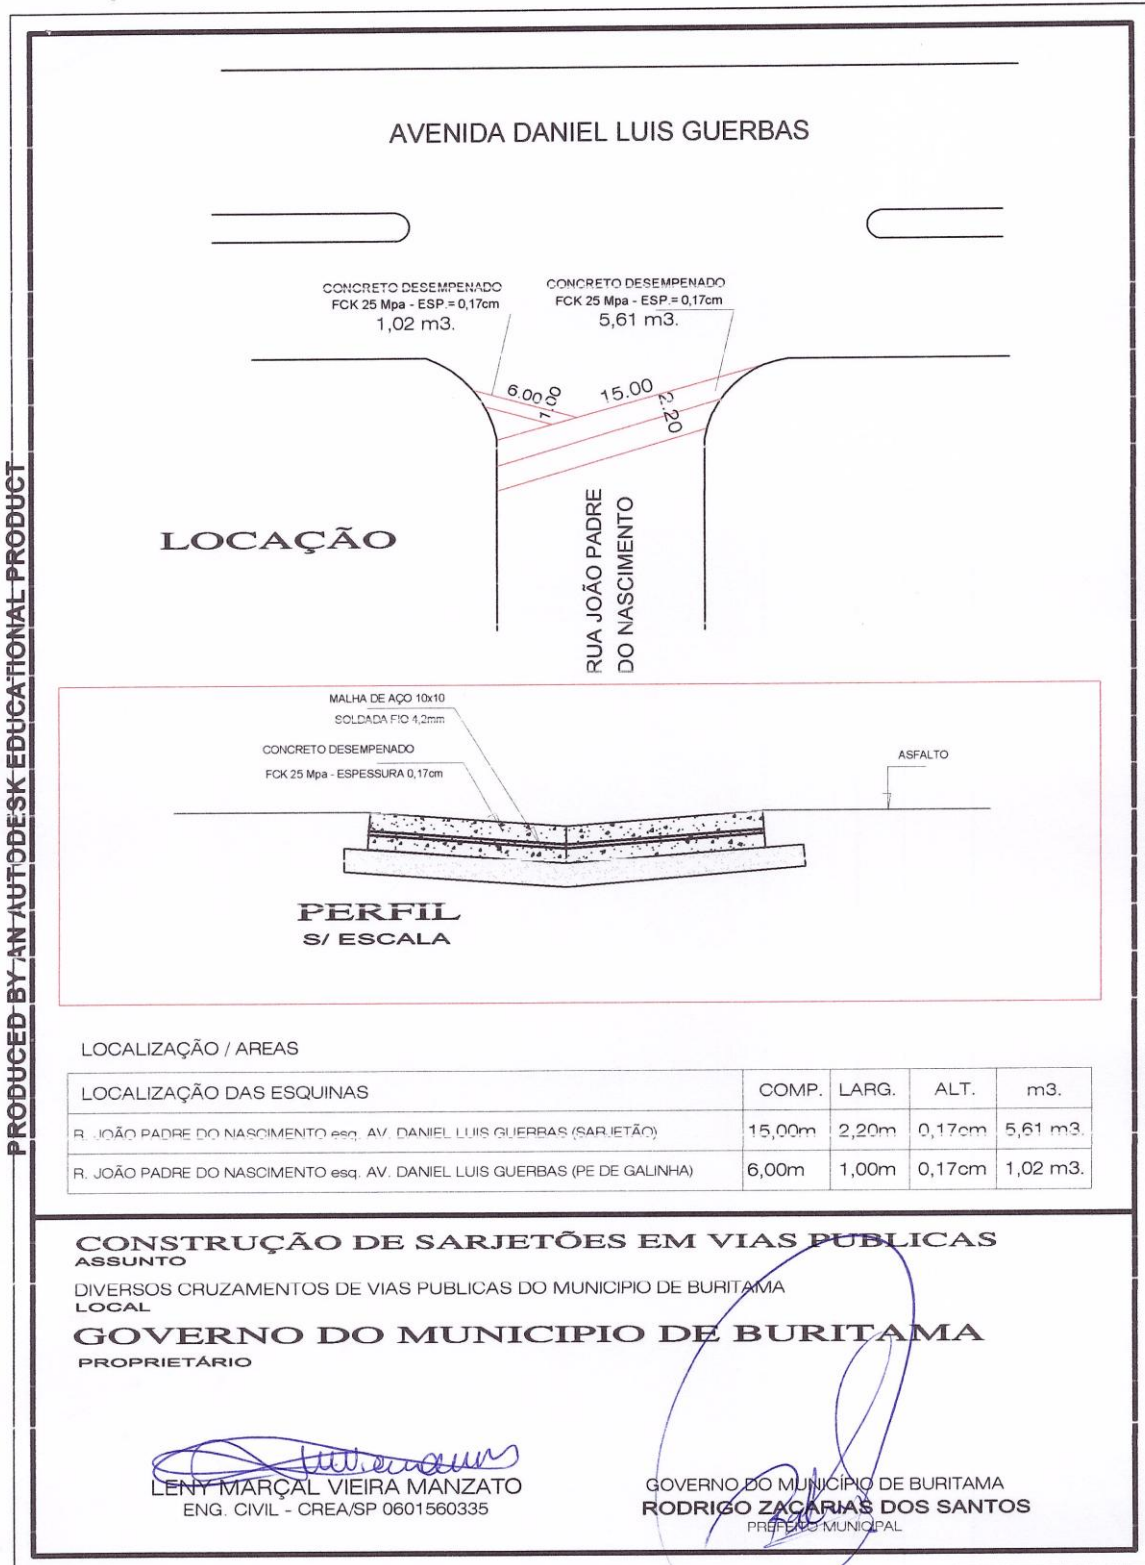 PRODUCED BY AN AUTODESK EDUCATIONAL PRODUCT
AVENIDA DANIEL LUIS GUERBAS
CONCRETO DESEMPENADO
FCK 25 Mpa - ESP.= 0,17cm
1,02 m3.
CONCRETO DESEMPENADO
FCK 25 Mpa - ESP.= 0,17cm
5,61 m3.
6.00
1.00
15.00
2.20
LOCAÇÃO
RUA JOÃO PADRE
DO NASCIMENTO
MALHA DE AÇO 10x10
SOLDADA FIO 4,2mm
CONCRETO DESEMPENADO
FCK 25 Mpa - ESPESSURA 0,17cm
ASFALTO
PERFIL
S/ ESCALA
LOCALIZAÇÃO / AREAS
LOCALIZAÇÃO DAS ESQUINAS COMP. LARG. ALT. m3.
R. JOÃO PADRE DO NASCIMENTO esq. AV. DANIEL LUIS GUERBAS (SARJETÃO) 15,00m 2,20m 0,17cm 5,61 m3.
R. JOÃO PADRE DO NASCIMENTO esq. AV. DANIEL LUIS GUERBAS (PE DE GALINHA) 6,00m 1,00m 0,17cm 1,02 m3.
CONSTRUÇÃO DE SARJETÕES EM VIAS PUBLICAS
ASSUNTO
DIVERSOS CRUZAMENTOS DE VIAS PUBLICAS DO MUNICIPIO DE BURITAMA
LOCAL
GOVERNO DO MUNICIPIO DE BURITAMA
PROPRIETÁRIO
LENY MARÇAL VIEIRA MANZATO
ENG. CIVIL - CREA/SP 0601560335
GOVERNO DO MUNICÍPIO DE BURITAMA
RODRIGO ZACARIAS DOS SANTOS
PREFEITO MUNICIPAL